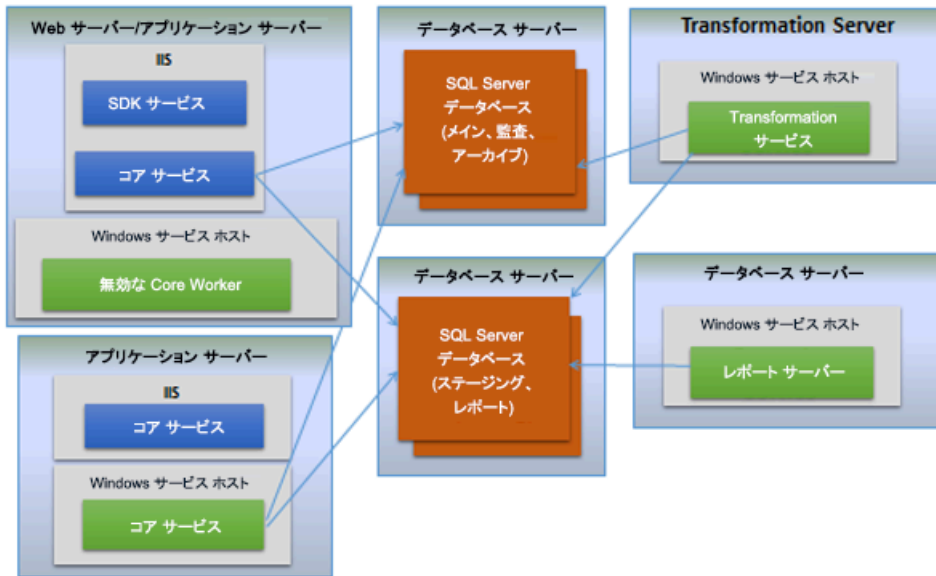 Web サーバー/アプリケーション サーバー
IIS
SDK サービス
コア サービス
Windows サービス ホスト
無効な Core Worker
アプリケーション サーバー
IIS
コア サービス
Windows サービス ホスト
コア サービス
データベース サーバー
SQL Server
データベース
(メイン、監査、
アーカイブ)
データベース サーバー
SQL Server
データベース
(ステージング、
レポート)
Transformation Server
Windows サービス ホスト
Transformation
サービス
データベース サーバー
Windows サービス ホスト
レポート サーバー